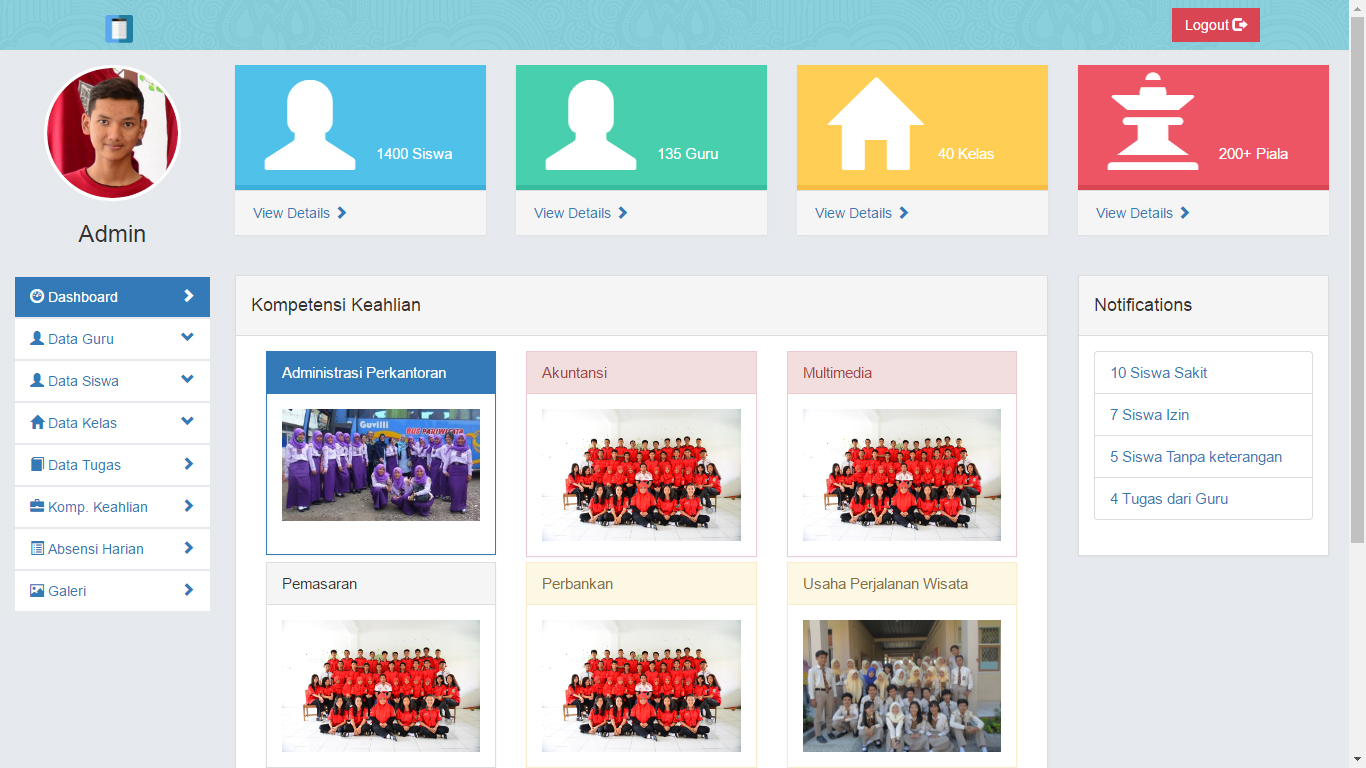 Logout
1400 Siswa
135 Guru
40 Kelas
200+ Piala
View Details
View Details
View Details
View Details
Admin
Dashboard
Data Guru
Data Siswa
Data Kelas
Data Tugas
Komp. Keahlian
Absensi Harian
Galeri
Kompetensi Keahlian
Administrasi Perkantoran
Akuntansi
Multimedia
Guvilli
BUS PARIWISATA
Pemasaran
Perbankan
Usaha Perjalanan Wisata
Notifications
10 Siswa Sakit
7 Siswa Izin
5 Siswa Tanpa keterangan
4 Tugas dari Guru